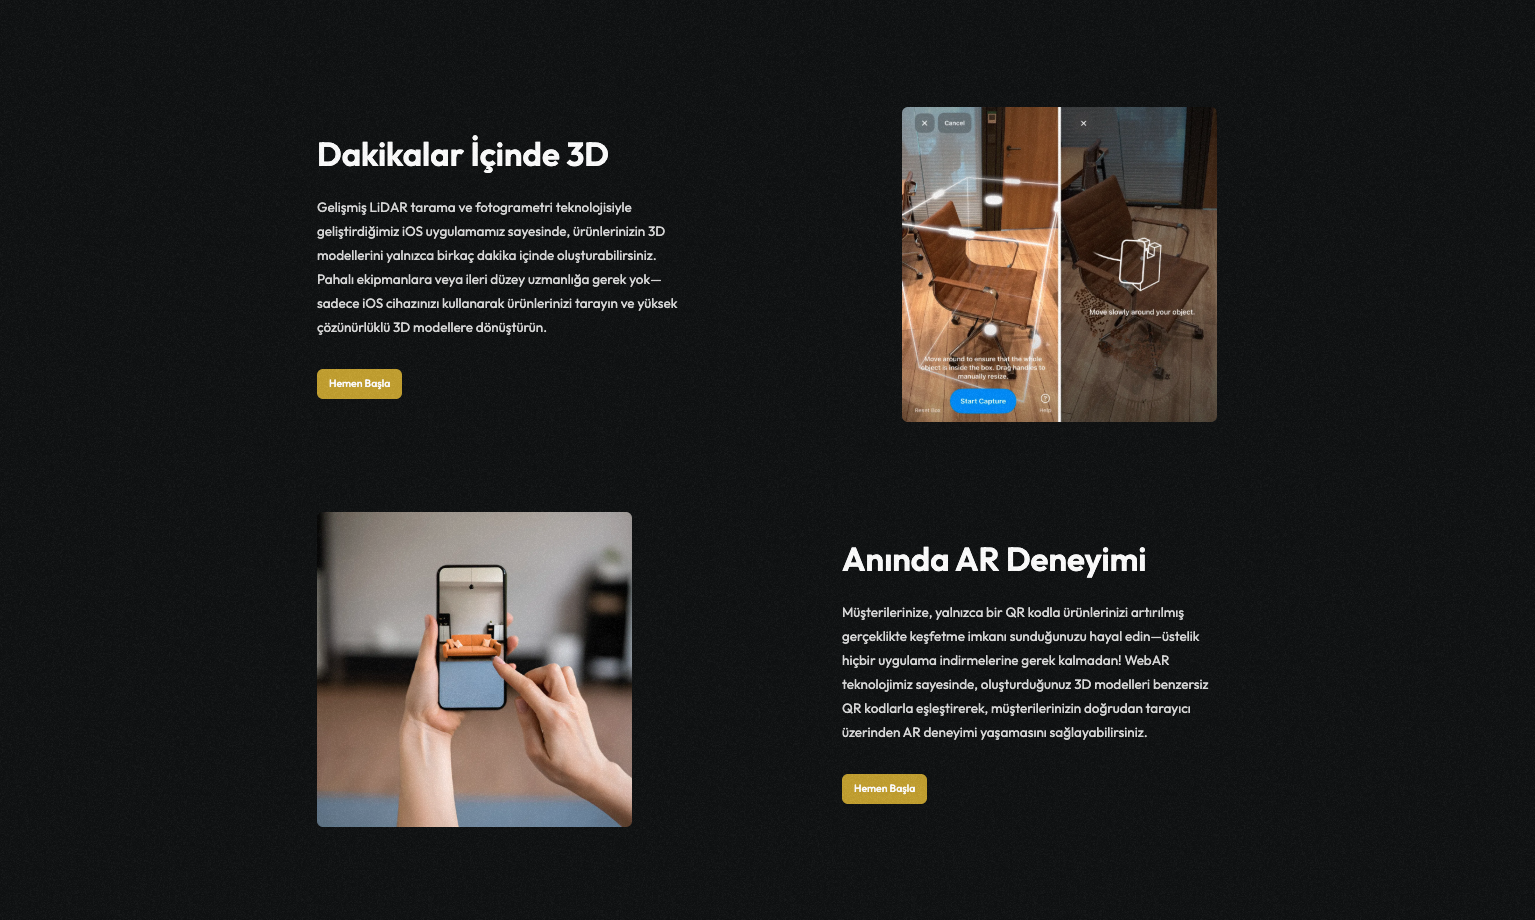 Dakikalar İçinde 3D
Gelişmiş LiDAR tarama ve fotogrametri teknolojisiyle
geliştirdiğimiz iOS uygulamamız sayesinde, ürünlerinizin 3D
modellerini yalnızca birkaç dakika içinde oluşturabilirsiniz.
Pahalı ekipmanlara veya ileri düzey uzmanlığa gerek yok—
sadece iOS cihazınızı kullanarak ürünlerinizi tarayın ve yüksek
çözünürlüklü 3D modellere dönüştürün.
Hemen Başla
Cancel
Move around to ensure that the whole
object is inside the box. Drag handles to
manually resize.
Start Capture
Reset Box
Help
Move slowly around your object.
Anında AR Deneyimi
Müşterilerinize, yalnızca bir QR kodla ürünlerinizi artırılmış
gerçeklikte keşfetme imkanı sunduğunuzu hayal edin—üstelik
hiçbir uygulama indirmelerine gerek kalmadan! WebAR
teknolojimiz sayesinde, oluşturduğunuz 3D modelleri benzersiz
QR kodlarla eşleştirerek, müşterilerinizin doğrudan tarayıcı
üzerinden AR deneyimi yaşamasını sağlayabilirsiniz.
Hemen Başla